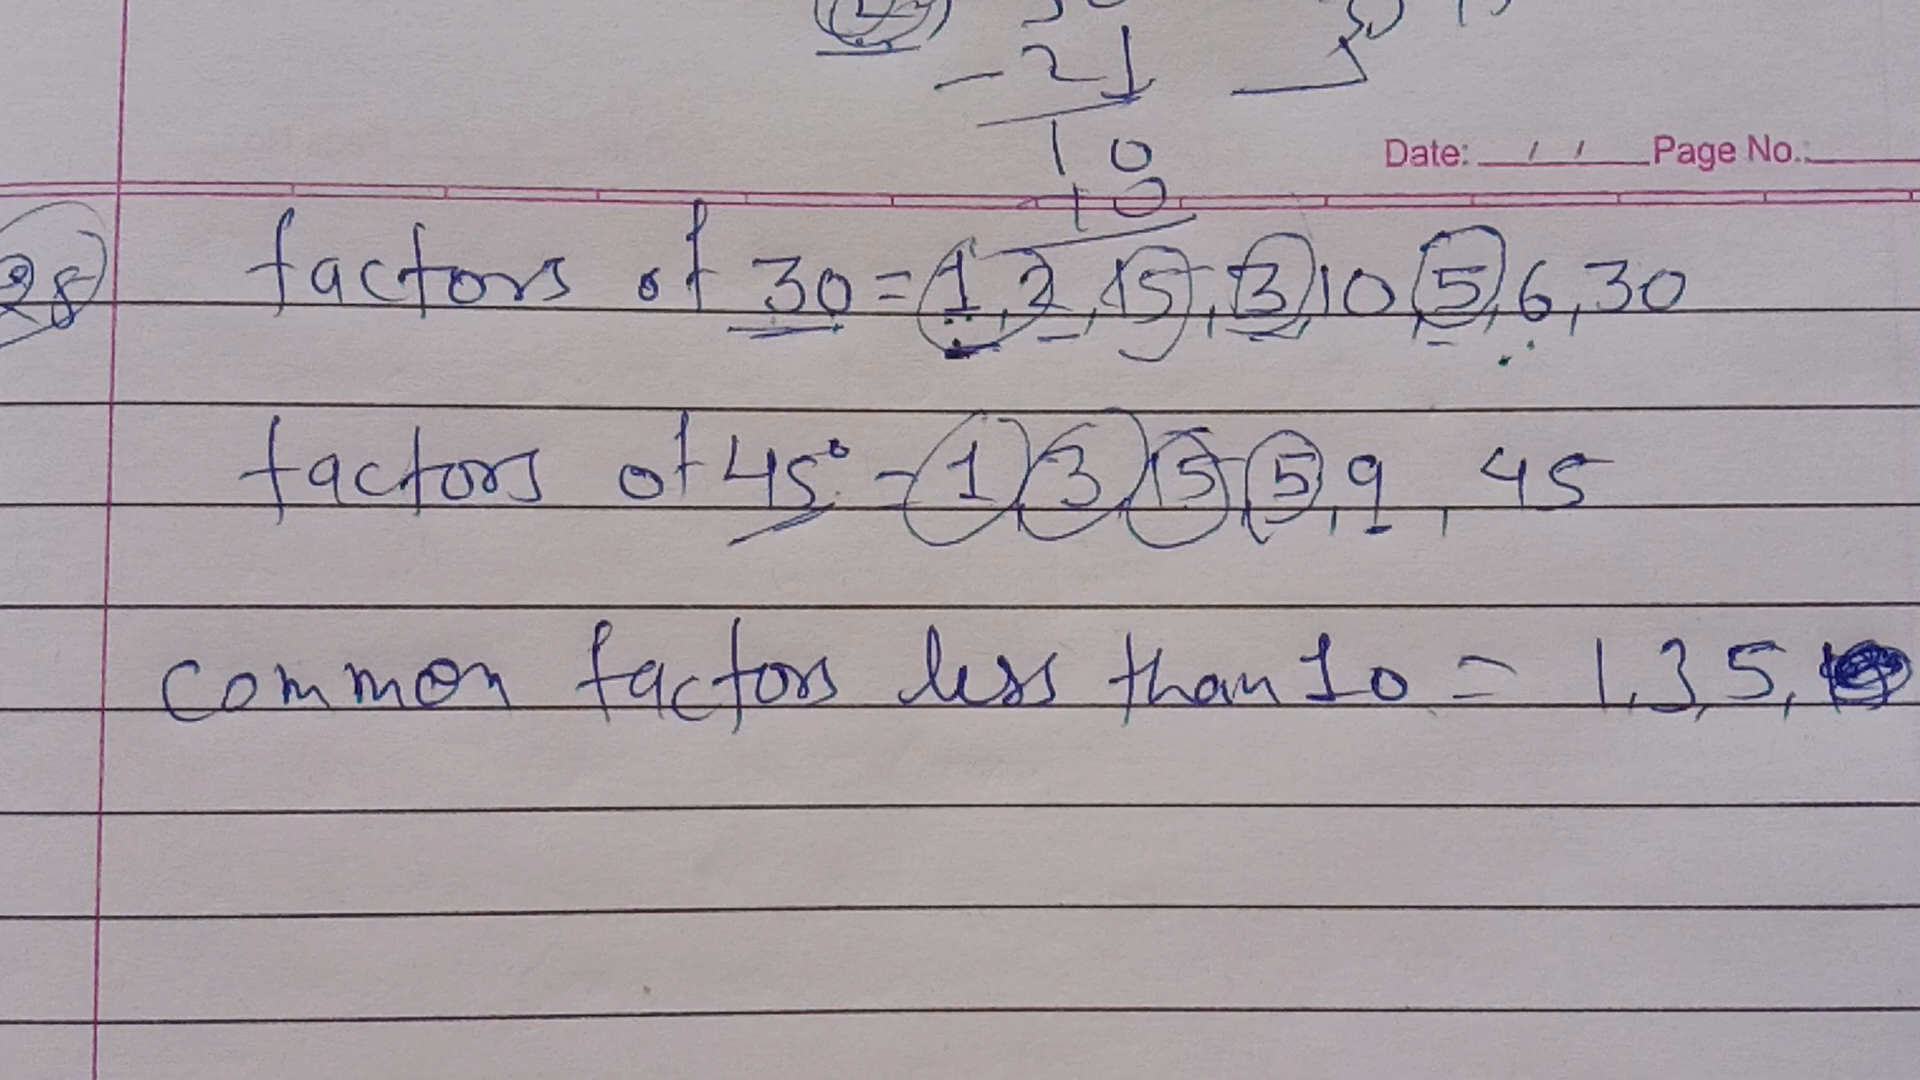 - 21
10
Date: / / Page No.:
10
28 factors of 30 = 1, 2, 15, 3, 10, 5, 6, 30
factors of 45 = 1, 3, 15, 5, 9, 45
common factors less than 10 = 1, 3, 5,